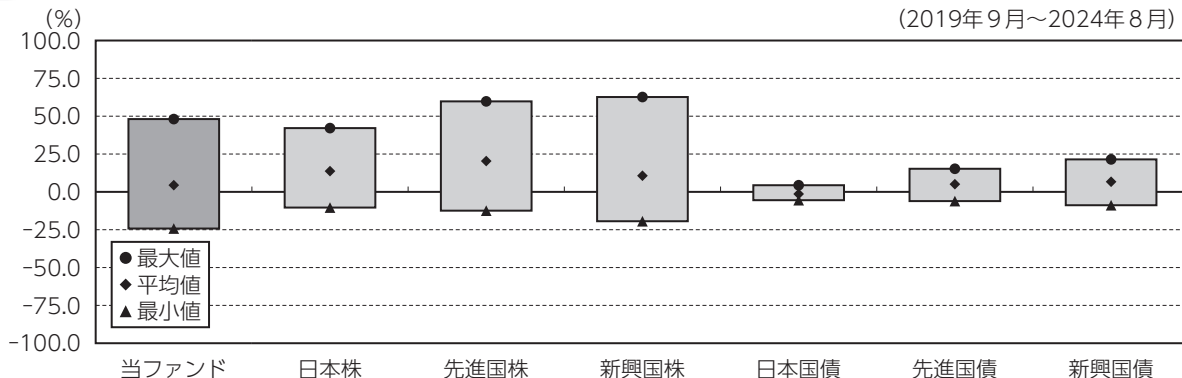 (%)
(2019年9月~2024年8月)
100.0
75.0
50.0
25.0
0.0
-25.0
-50.0
-75.0
-100.0
●最大値
◆平均値
▲最小値
当ファンド 日本株 先進国株 新興国株 日本国債 先進国債 新興国債